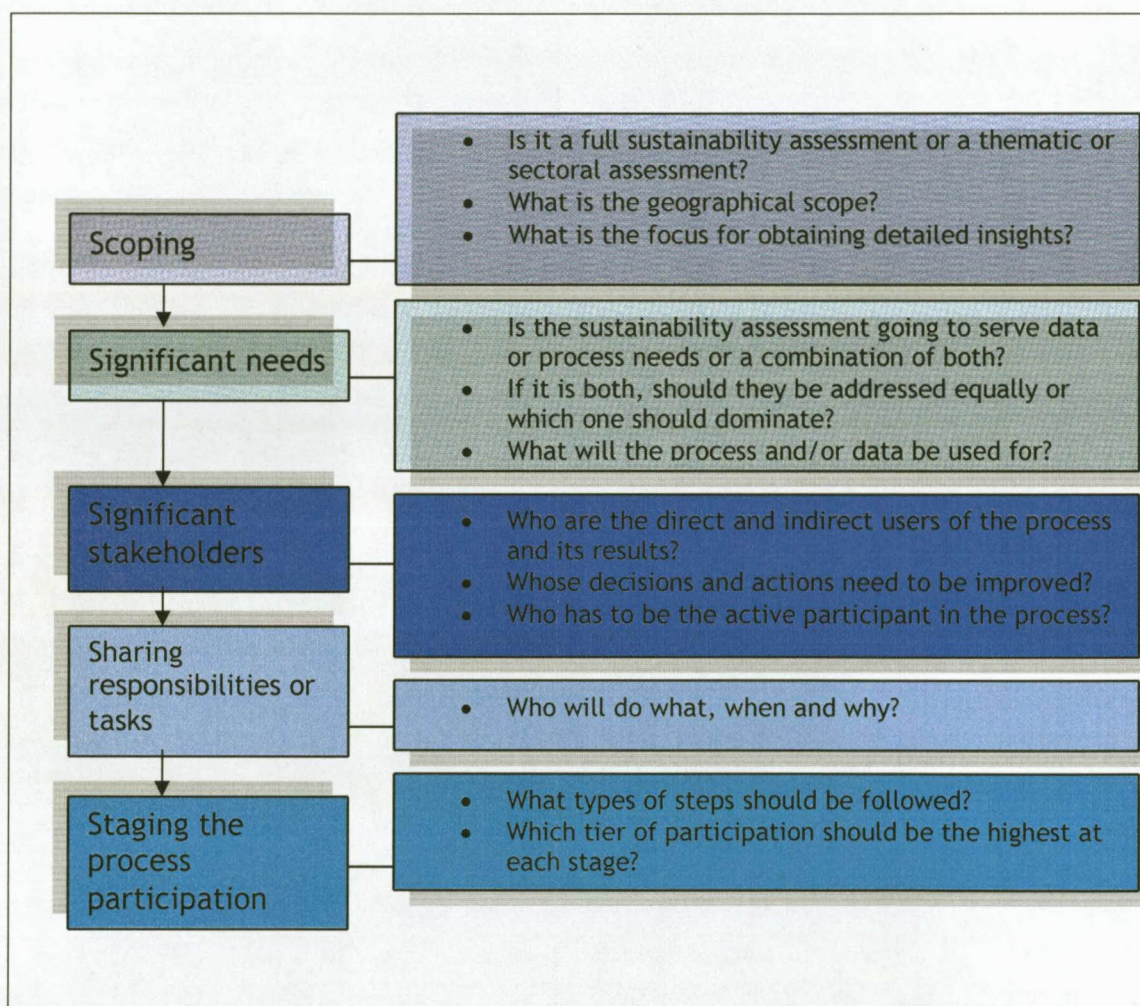 Scoping
• Is it a full sustainability assessment or a thematic or
sectoral assessment?
• What is the geographical scope?
• What is the focus for obtaining detailed insights?
Significant needs
• Is the sustainability assessment going to serve data
or process needs or a combination of both?
• If it is both, should they be addressed equally or
which one should dominate?
• What will the process and/or data be used for?
Significant
stakeholders
• Who are the direct and indirect users of the process
and its results?
• Whose decisions and actions need to be improved?
• Who has to be the active participant in the process?
Sharing
responsibilities or
tasks
• Who will do what, when and why?
Staging the
process
participation
• What types of steps should be followed?
• Which tier of participation should be the highest at
each stage?